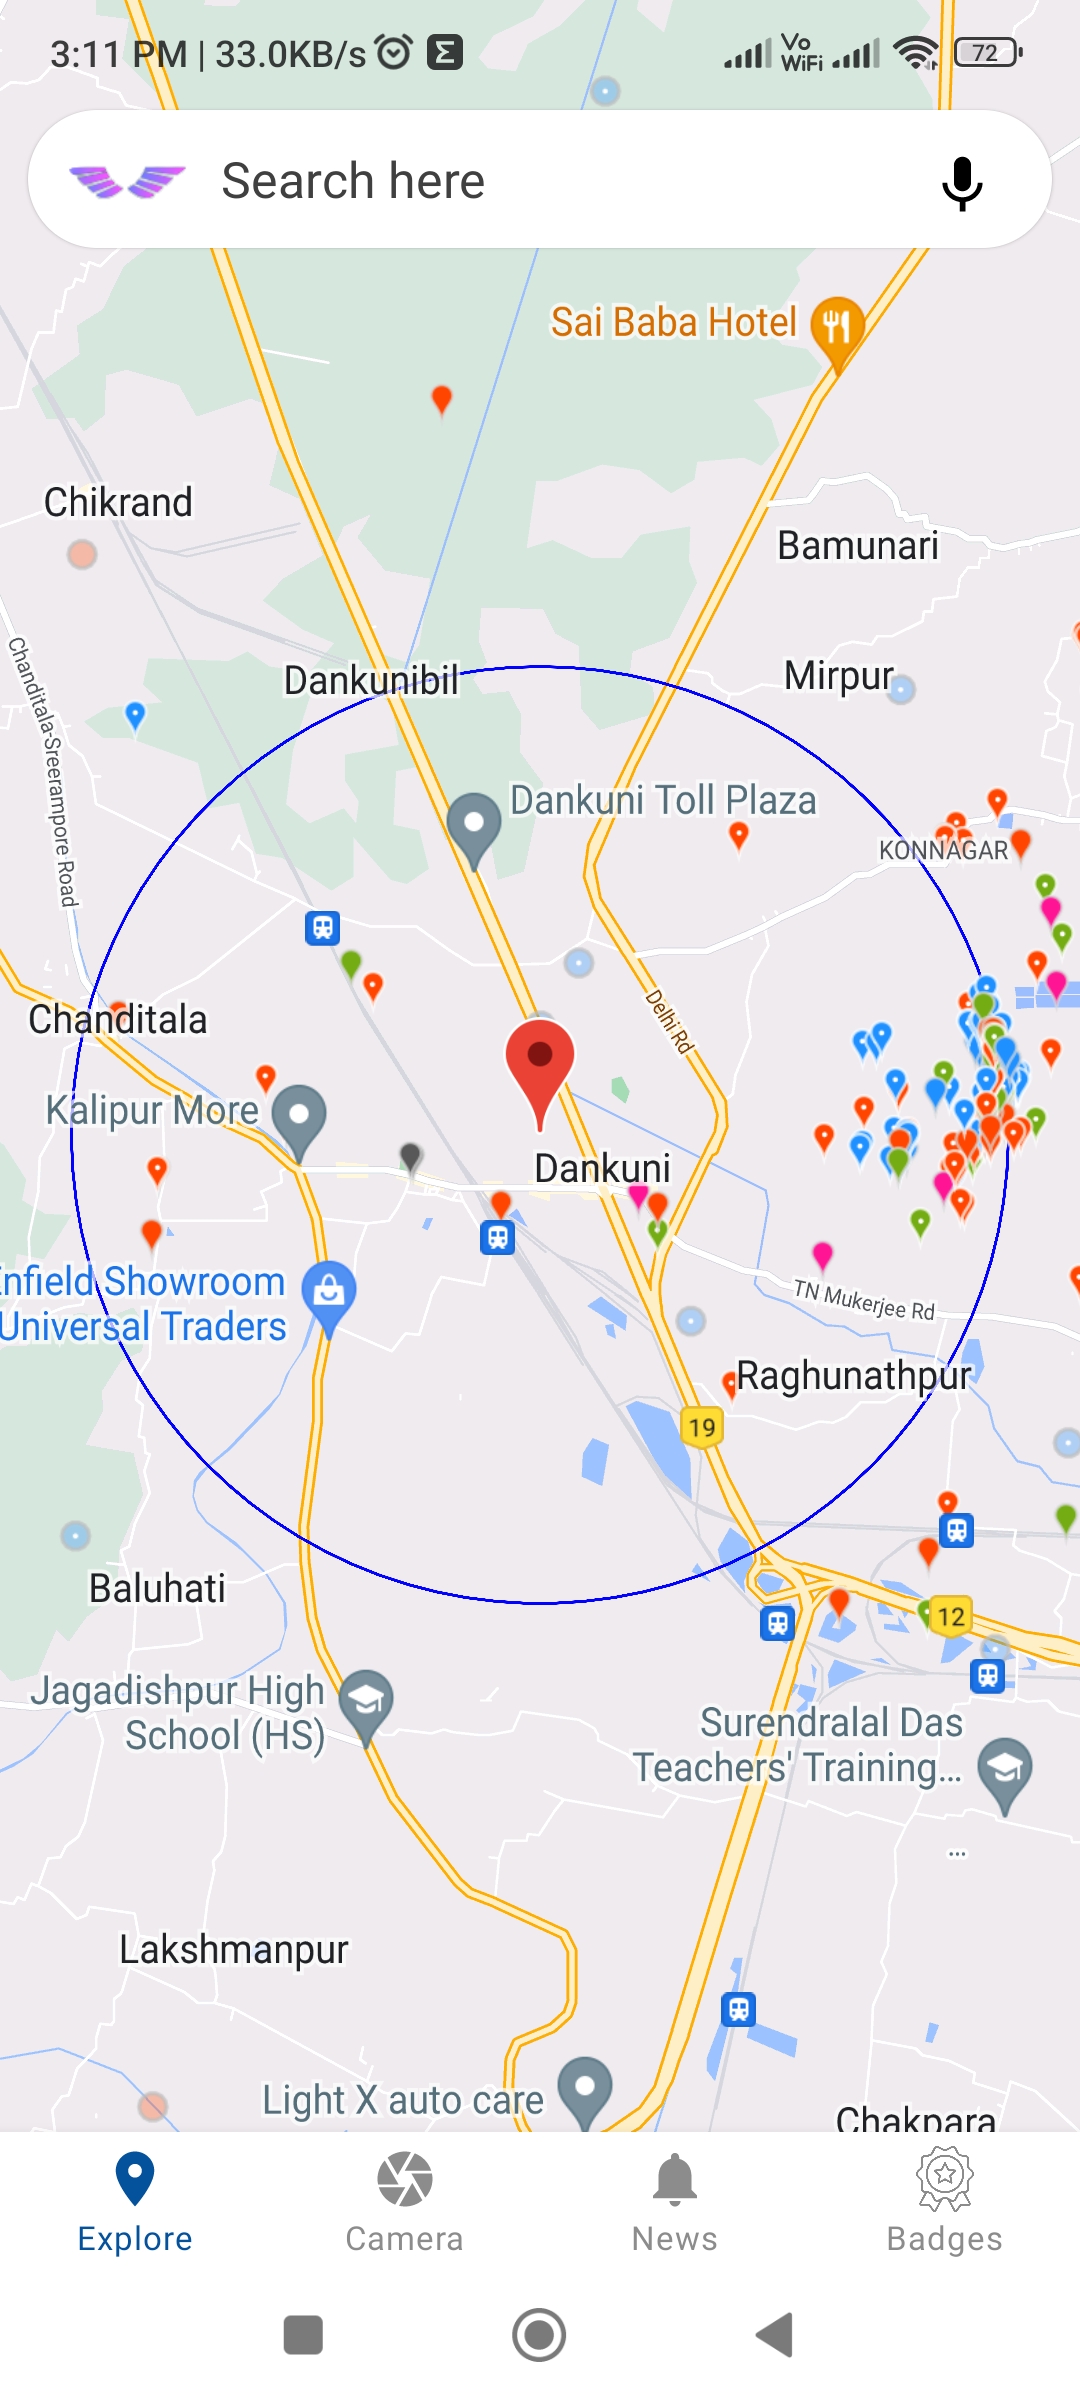 3:11 PM | 33.0KB/s
Vo
WiFi
72
Search here
Sai Baba Hotel
Chikrand
Bamunari
Chanditala-Sreerampore Road
Dankunibil
Mirpur
Dankuni Toll Plaza
KONNAGAR
Delhi Rd
Chanditala
Kalipur More
Dankuni
Enfield Showroom
Universal Traders
TN Mukerjee Rd
Raghunathpur
19
Baluhati
12
Jagadishpur High
School (HS)
Surendralal Das
Teachers' Training...
...
Lakshmanpur
Light X auto care
Chakpara
Explore
Camera
News
Badges